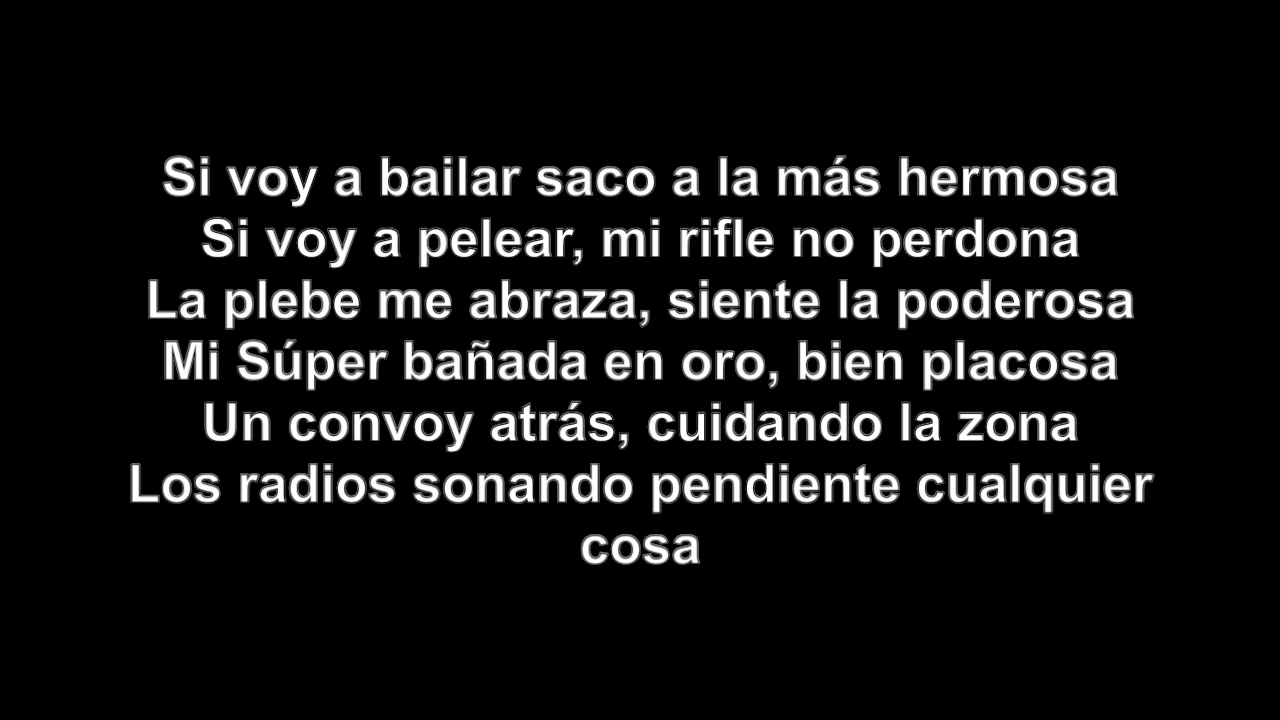 Si voy a bailar saco a la más hermosa
Si voy a pelear, mi rifle no perdona
La plebe me abraza, siente la poderosa
Mi Súper bañada en oro, bien placosa
Un convoy atrás, cuidando la zona
Los radios sonando pendiente cualquier
cosa